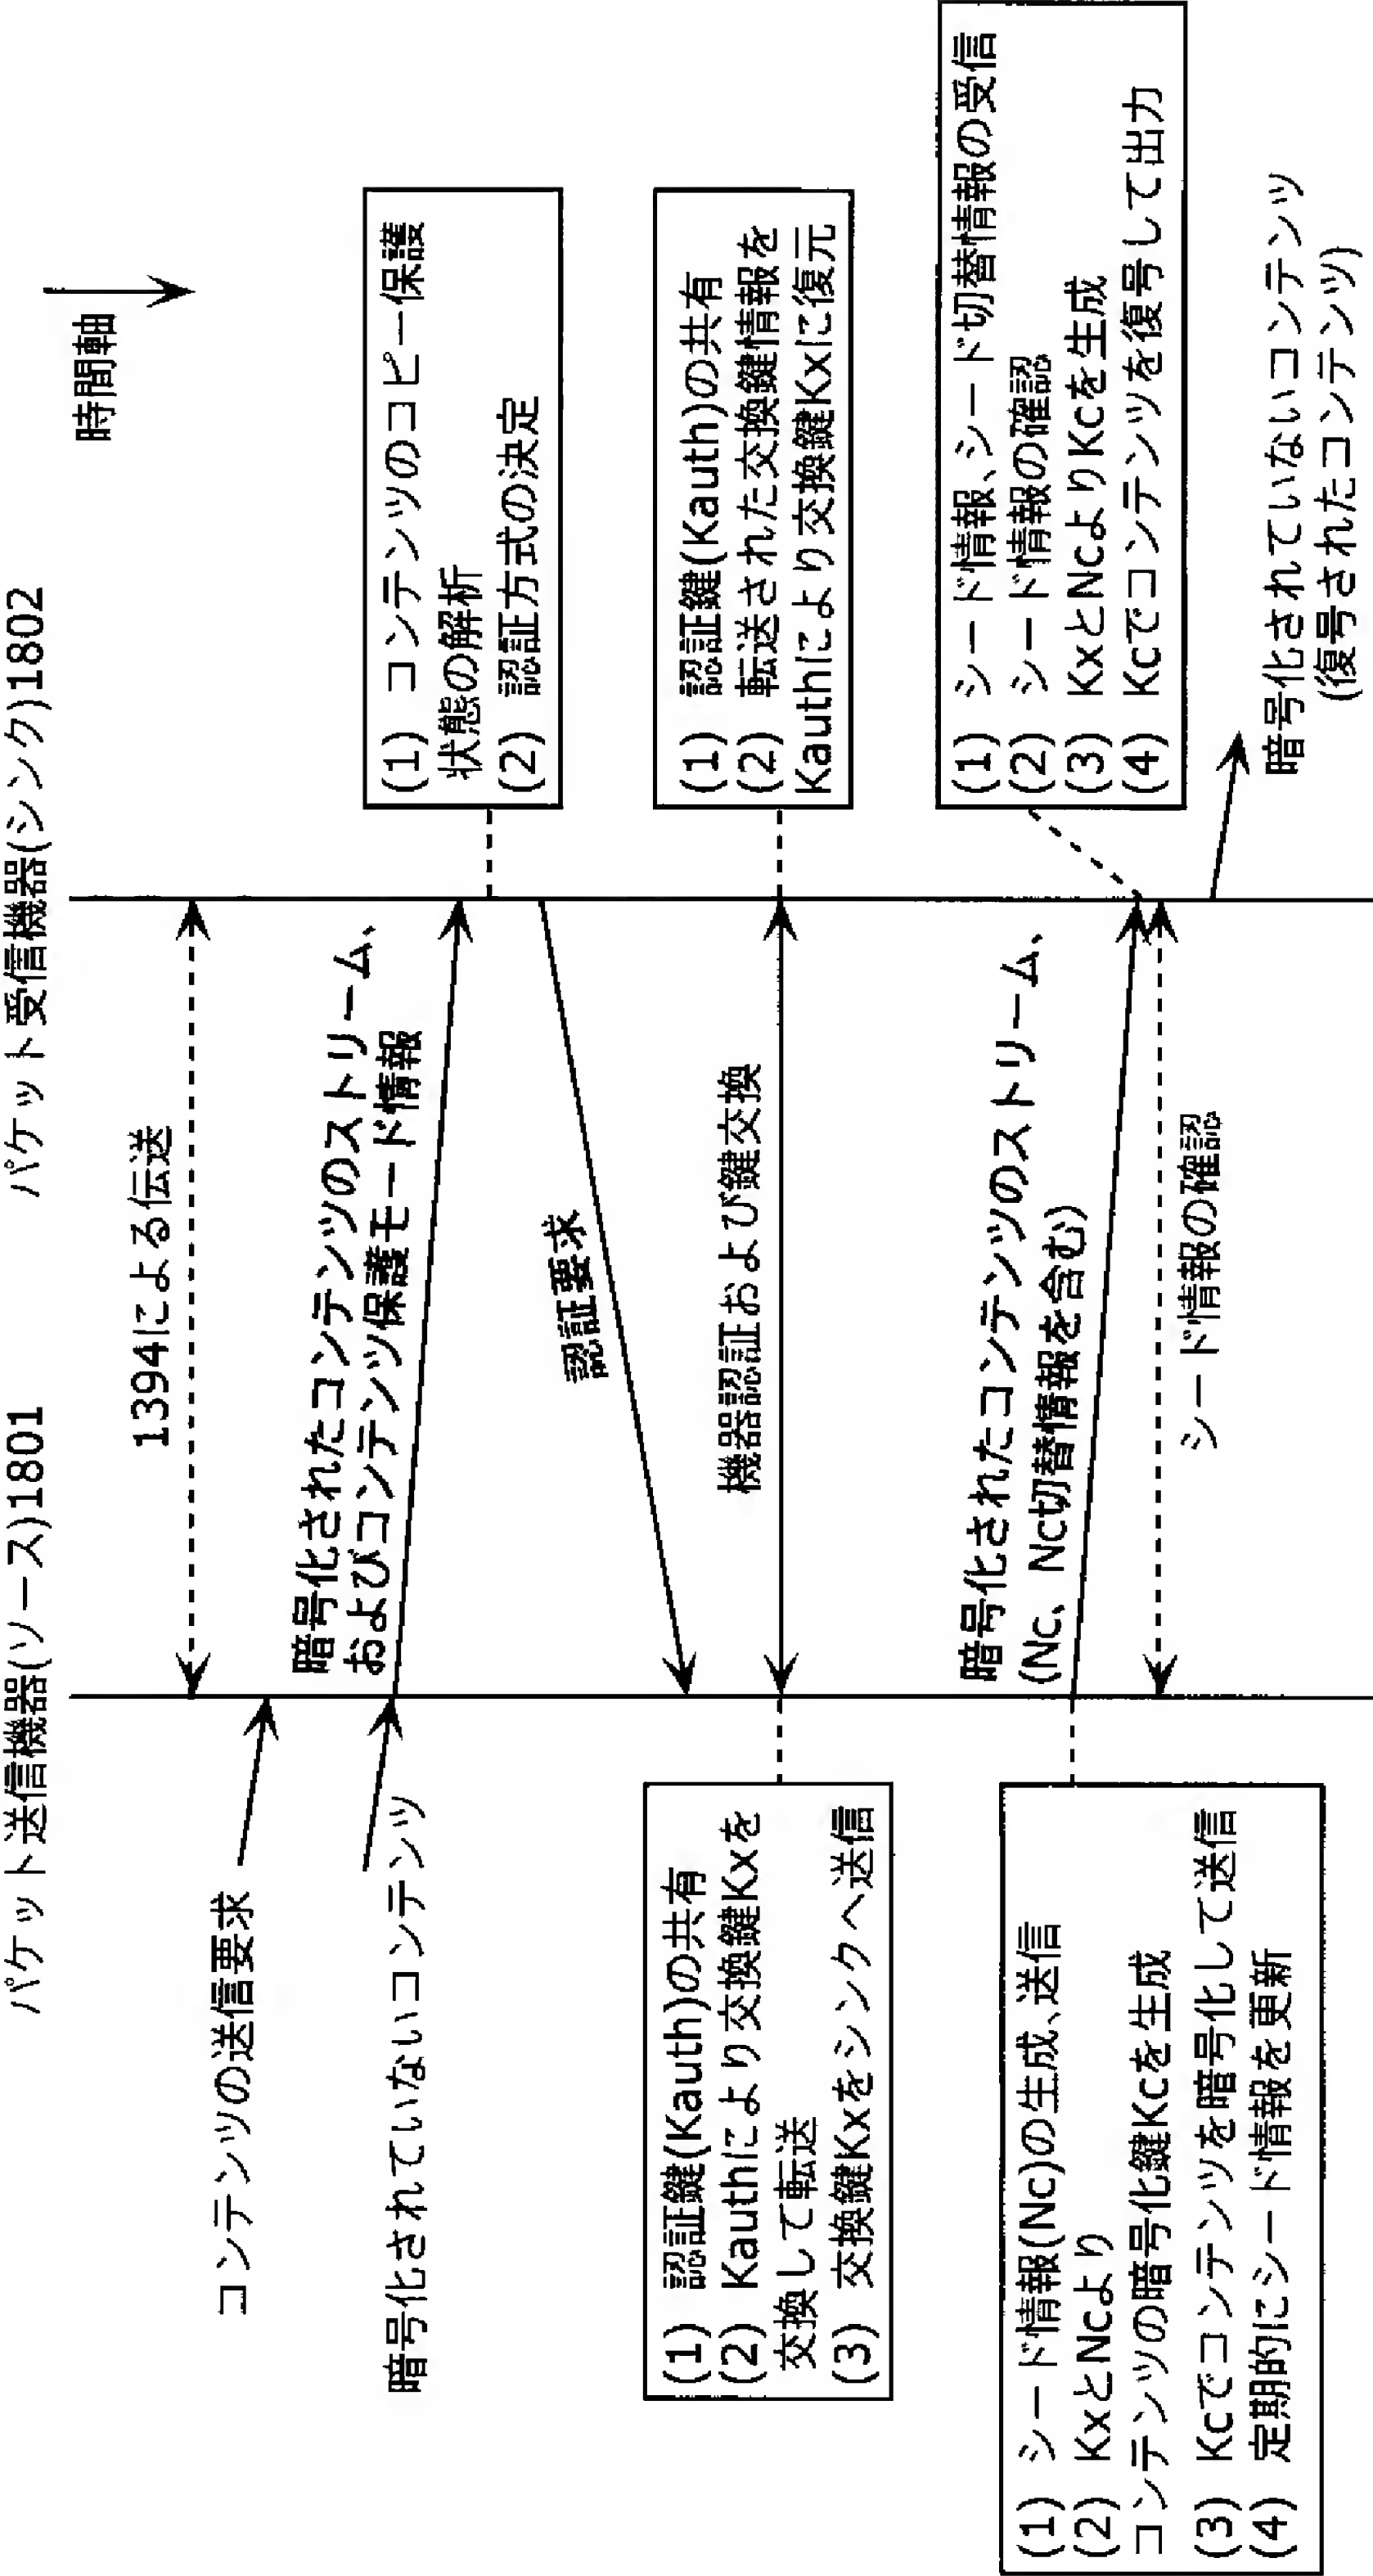 パケット送信機器(ソース)1801
パケット受信機器(シンク)1802
時間軸
1394による伝送
コンテンツの送信要求
暗号化されていないコンテンツ
暗号化されたコンテンツのストリーム、
およびコンテンツ保護モード情報
(1) コンテンツのコピー保護
状態の解析
(2) 認証方式の決定
認証要求
機器認証および鍵交換
(1) 認証鍵(Kauth)の共有
(2) Kauthにより交換鍵Kxを
交換して転送
(3) 交換鍵Kxをシンクへ送信
(1) 認証鍵(Kauth)の共有
(2) 転送された交換鍵情報を
Kauthにより交換鍵Kxに復元
暗号化されたコンテンツのストリーム、
(Nc、Nc切替情報を含む)
(1) シード情報(Nc)の生成、送信
(2) KxとNcより
コンテンツの暗号化鍵Kcを生成
(3) Kcでコンテンツを暗号化して送信
(4) 定期的にシード情報を更新
(1) シード情報、シード切替情報の受信
(2) シード情報の確認
(3) KxとNcよりKcを生成
(4) Kcでコンテンツを復号して出力
シード情報の確認
暗号化されていないコンテンツ
(復号されたコンテンツ)